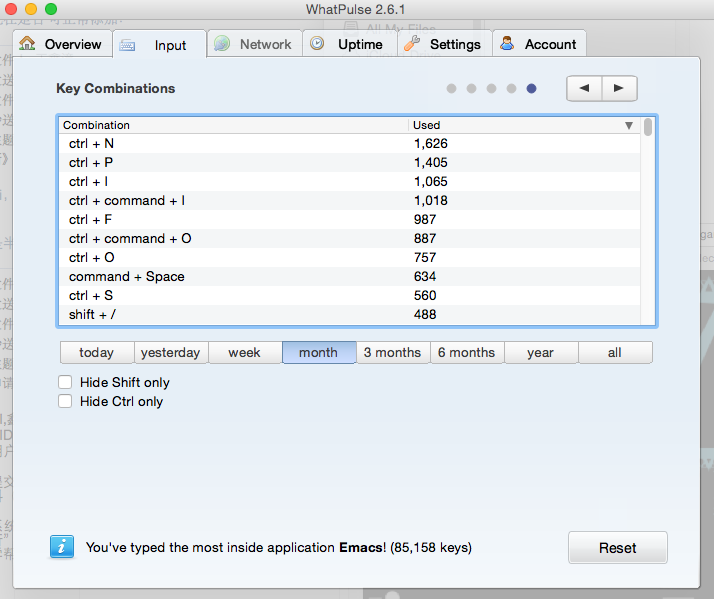 WhatPulse 2.6.1
All My Files
Overview Input Network Uptime Settings Account
Key Combinations
Combination Used
ctrl + N 1,626
ctrl + P 1,405
ctrl + I 1,065
ctrl + command + I 1,018
ctrl + F 987
ctrl + command + O 887
ctrl + O 757
command + Space 634
ctrl + S 560
shift + / 488
today yesterday week month 3 months 6 months year all
Hide Shift only
Hide Ctrl only
You've typed the most inside application Emacs! (85,158 keys)
Reset